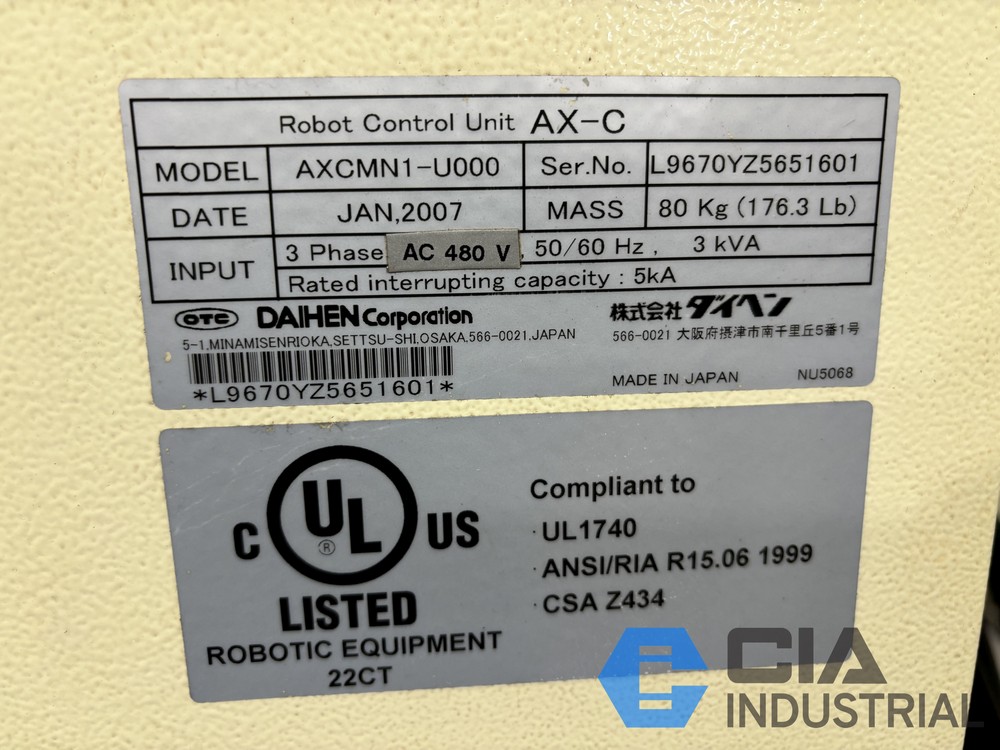 Robot Control Unit AX-C
MODEL AXCMN1-U000 Ser.No. L9670YZ5651601
DATE JAN,2007 MASS 80 Kg (176.3 Lb)
INPUT 3 Phase AC 480 V, 50/60 Hz, 3 kVA
Rated interrupting capacity : 5kA
OTC DAIHEN Corporation 株式会社ダイヘン
5-1,MINAMISENRIOKA,SETTSU-SHI,OSAKA,566-0021,JAPAN 566-0021 大阪府摂津市南千里丘5番1号
*L9670YZ5651601* MADE IN JAPAN NU5068
C UL US
®
LISTED
ROBOTIC EQUIPMENT
22CT
Compliant to
·UL1740
·ANSI/RIA R15.06 1999
·CSA Z434
CIA
INDUSTRIAL